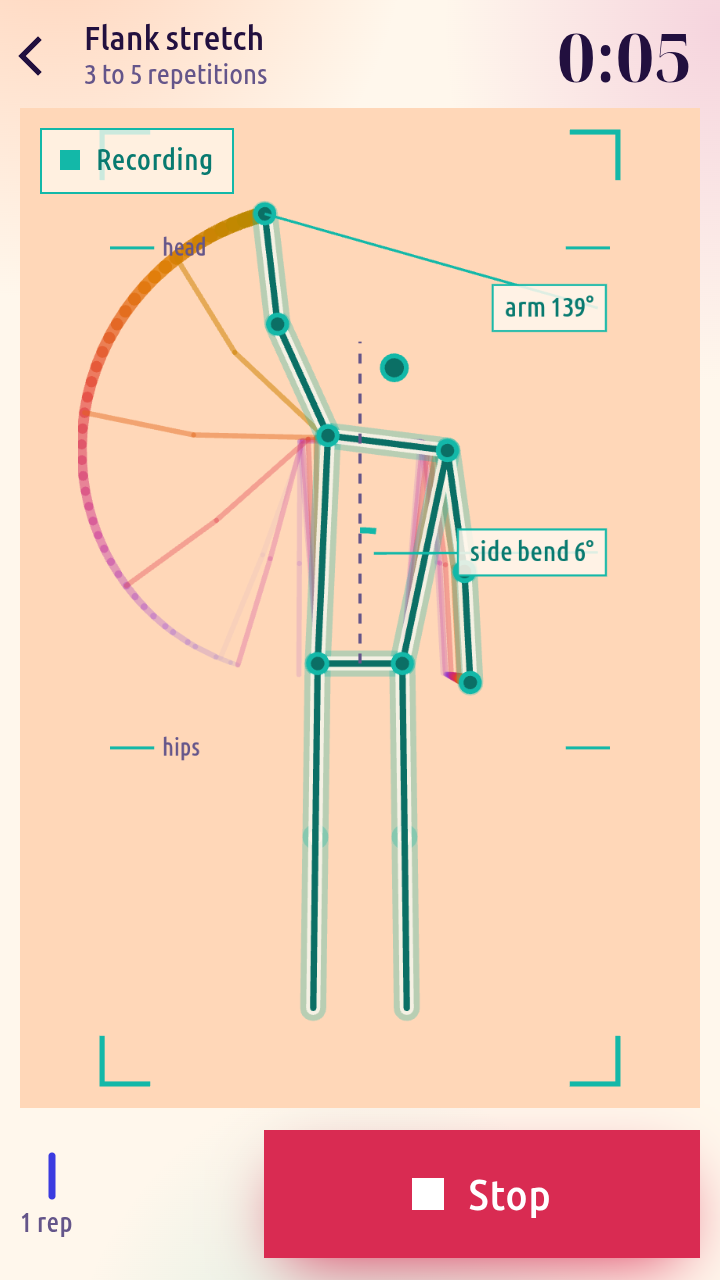 Flank stretch
3 to 5 repetitions
0:05
Recording
head
arm 139°
side bend 6°
hips
1 rep
Stop